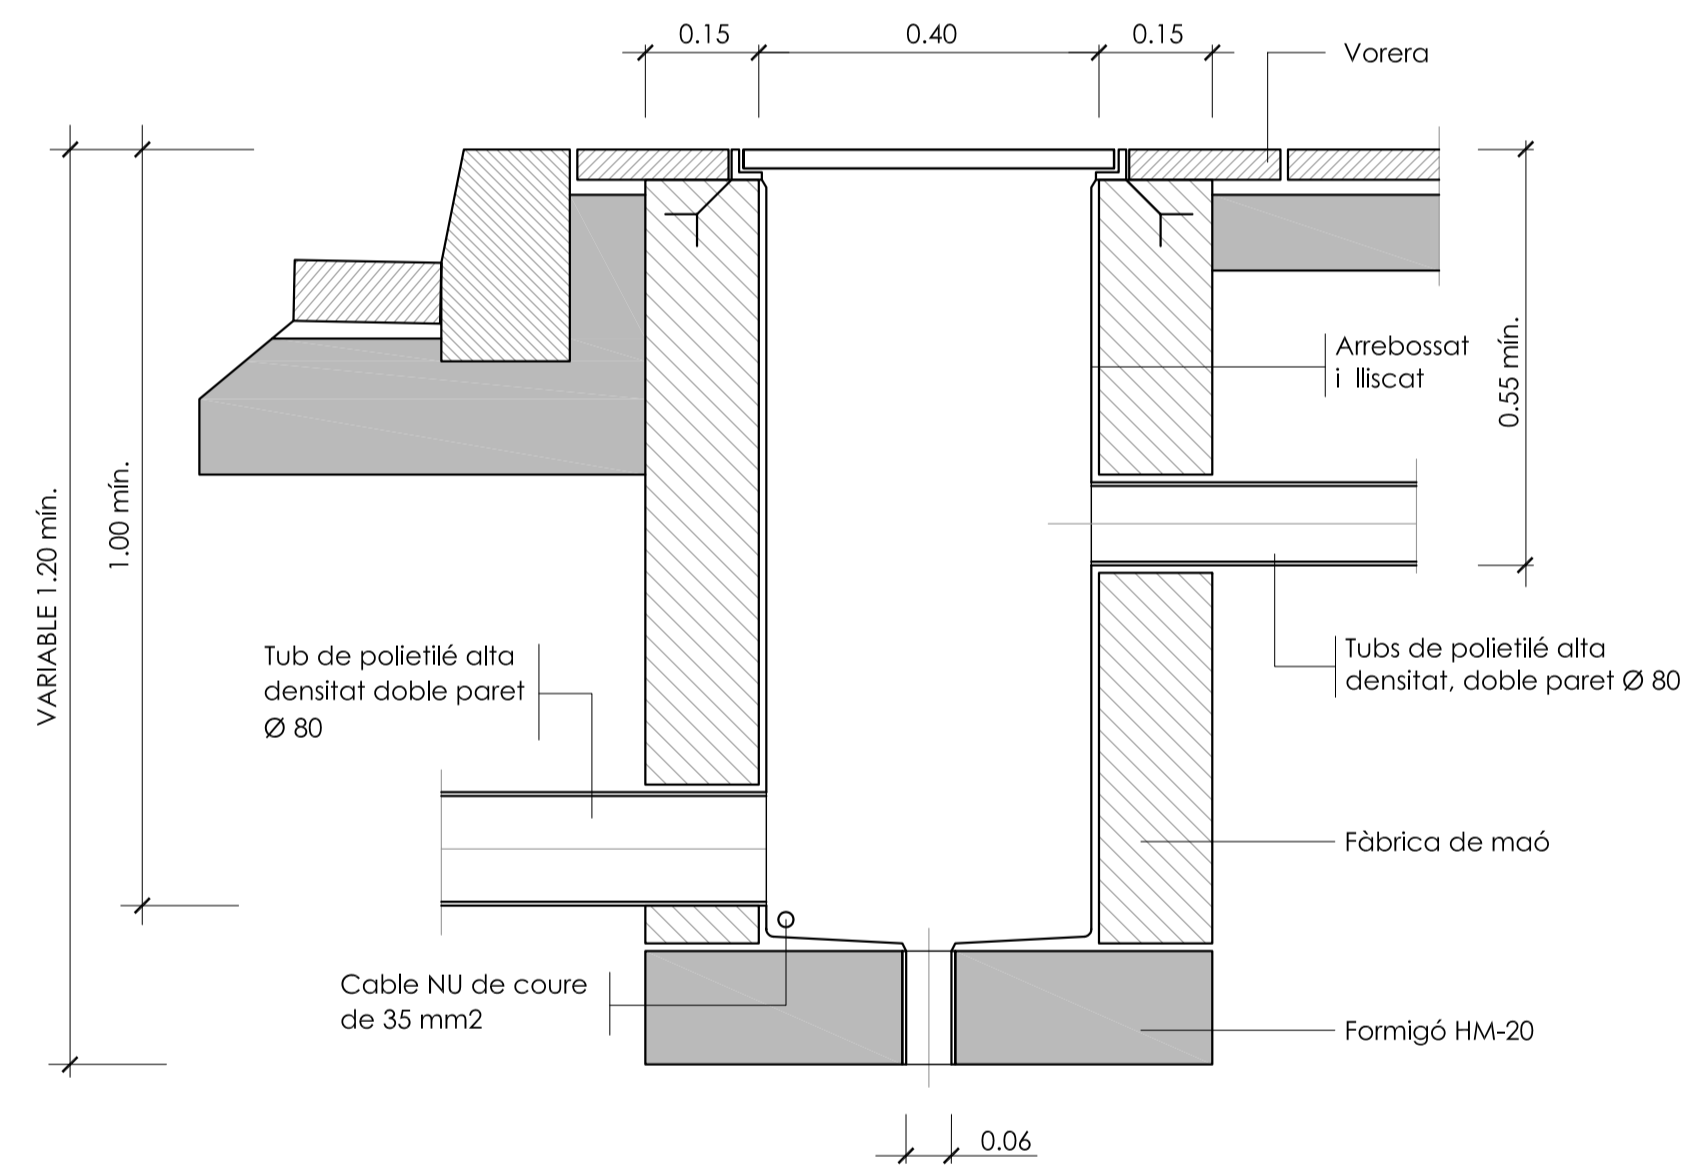 0.15
0.40
0.15
Vorera
Arrebossat
i lliscat
0.55 mín.
1.00 mín.
VARIABLE 1.20 mín.
Tub de polietilé alta
densitat doble paret
Ø 80
Tubs de polietilé alta
densitat, doble paret Ø 80
Fàbrica de maó
Cable NU de coure
de 35 mm2
Formigó HM-20
0.06